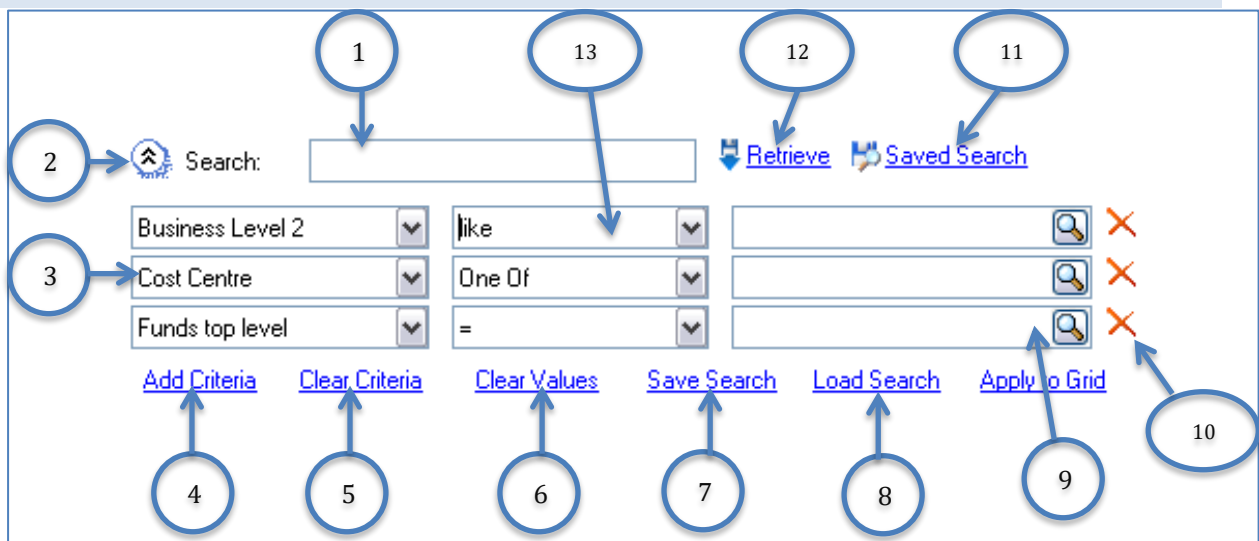 1 13 12 11
2 Search: Retrieve Saved Search
Business Level 2 like
3 Cost Centre One Of
Funds top level =
Add Criteria Clear Criteria Clear Values Save Search Load Search Apply to Grid
10
4 5 6 7 8 9